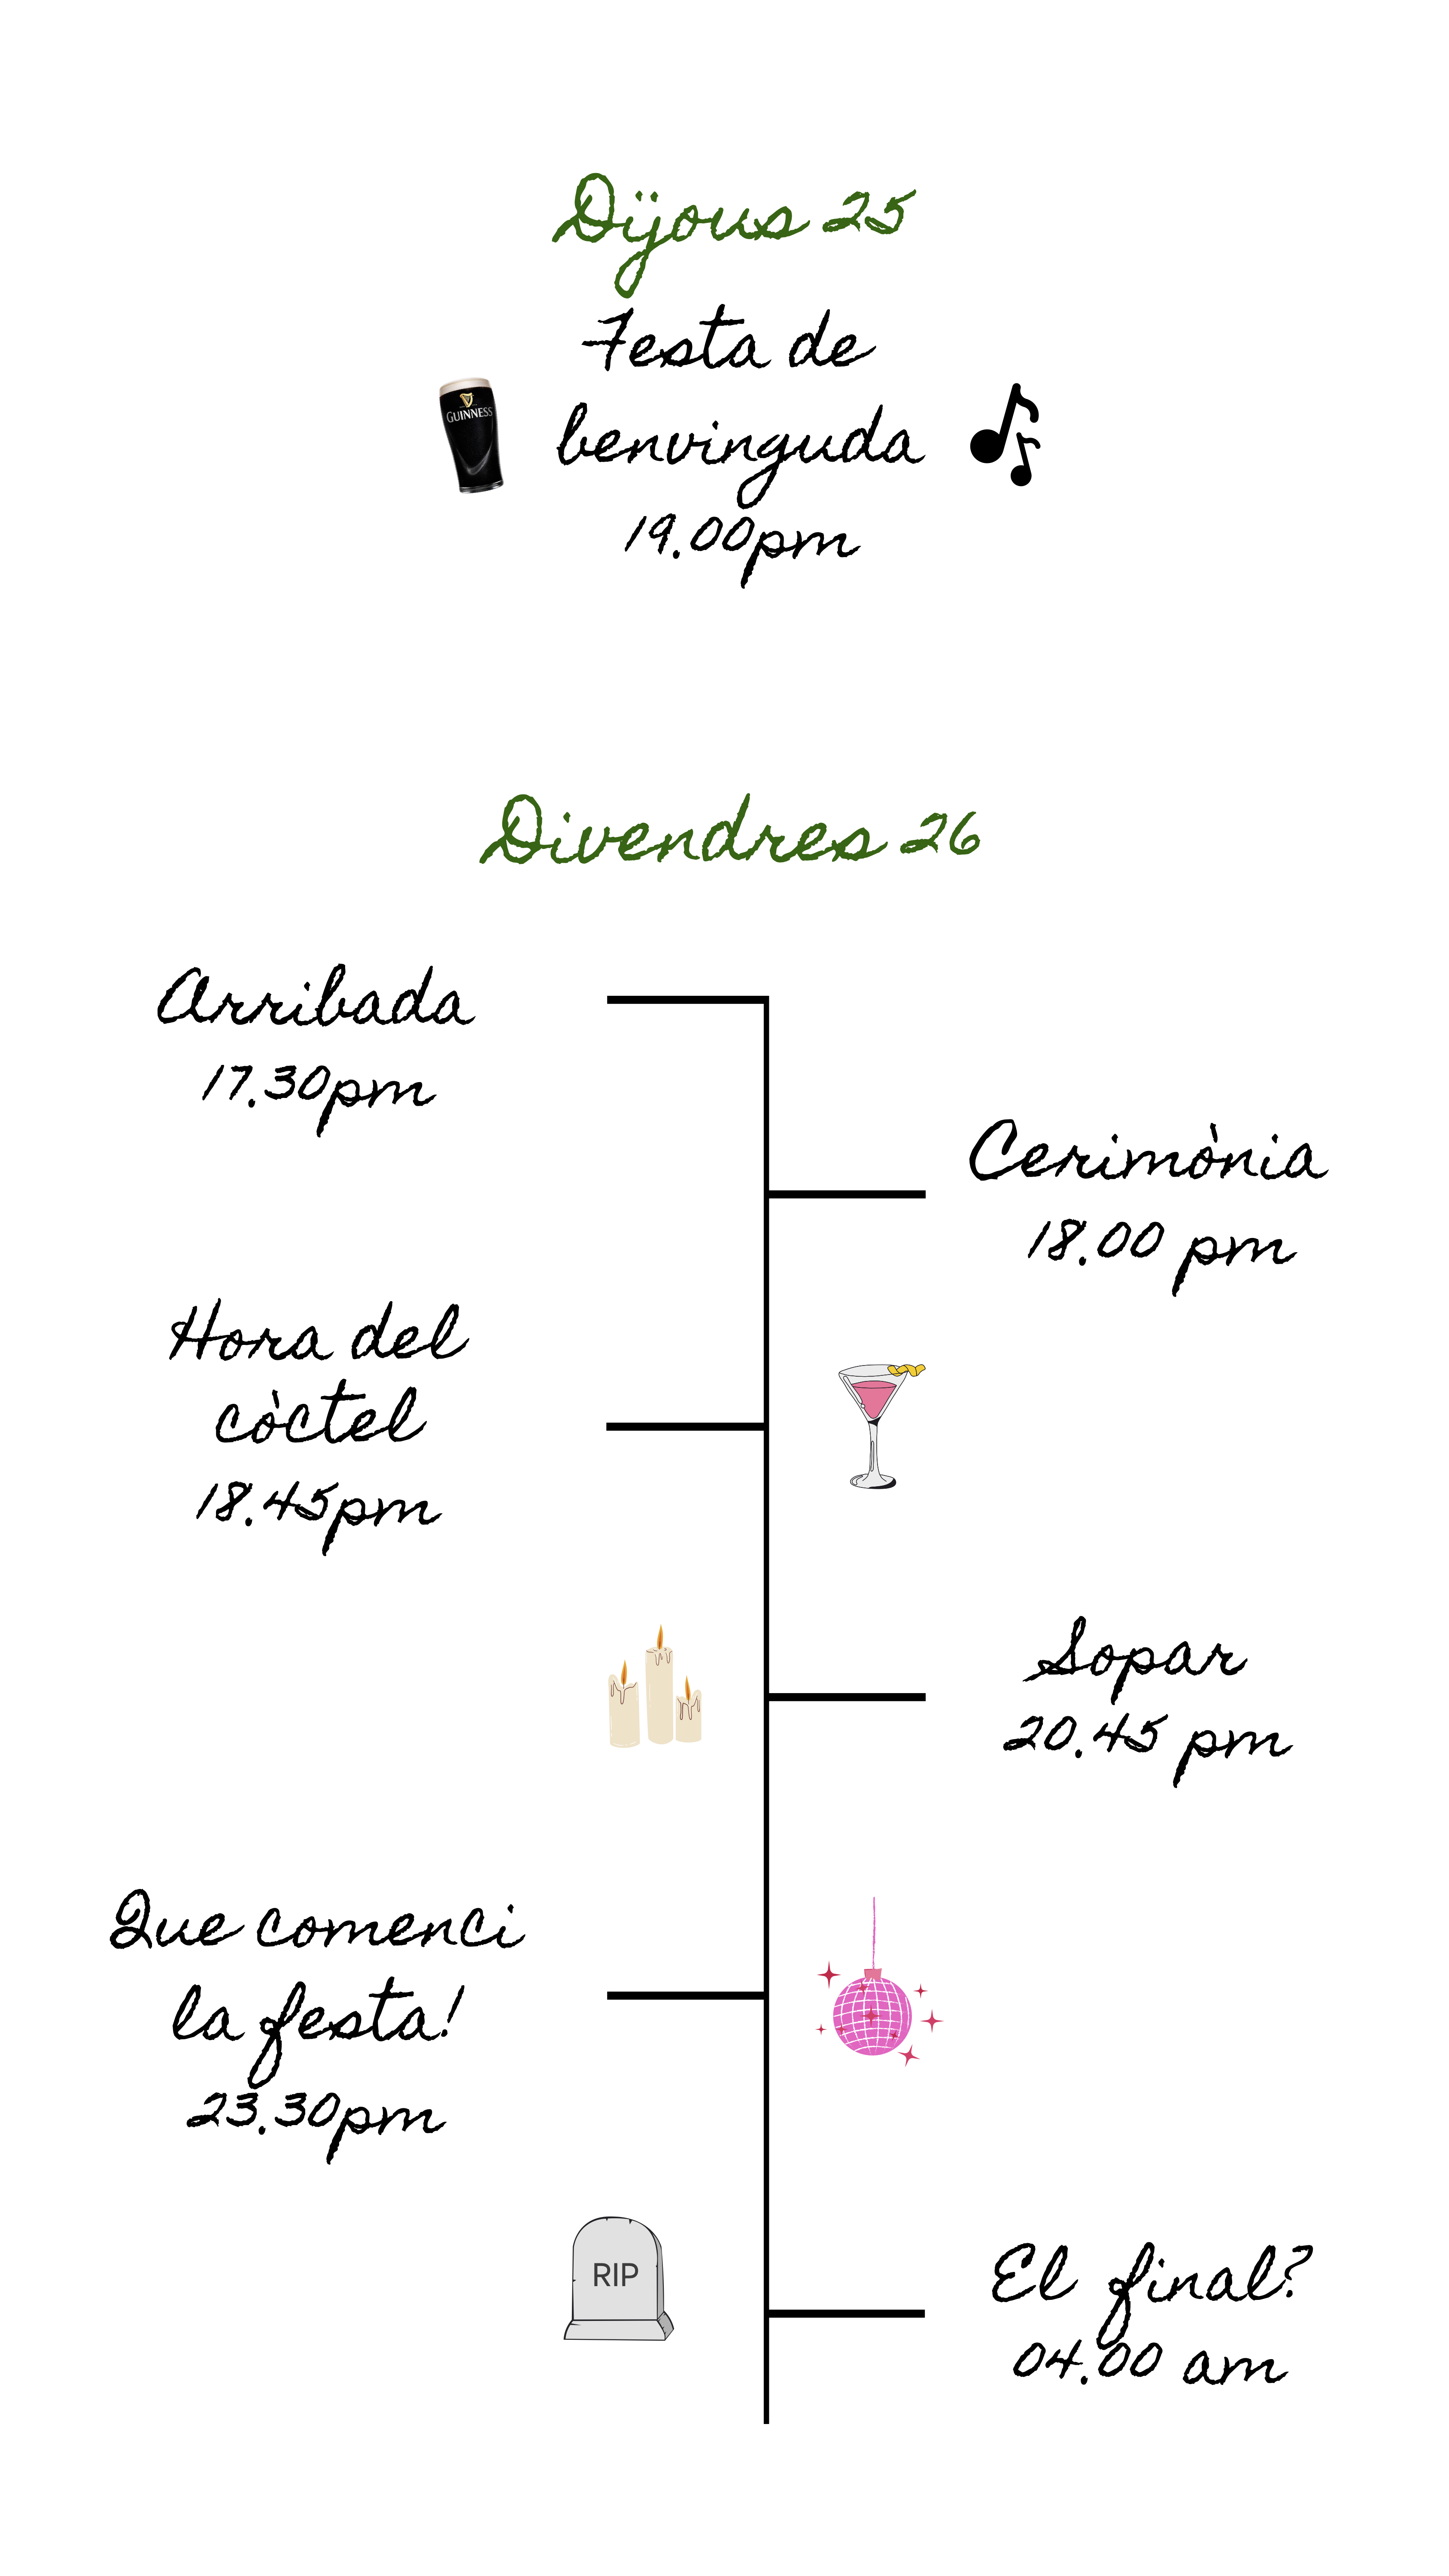 Dijous 25
Festa de
GUINNESS
benvinguda
19.00pm
Divendres 26
Arribada
17.30pm
Cerimònia
18.00 pm
Hora del
còctel
18.45pm
Sopar
20.45 pm
Que comenci
la festa!
23.30pm
RIP
El final?
04.00 am